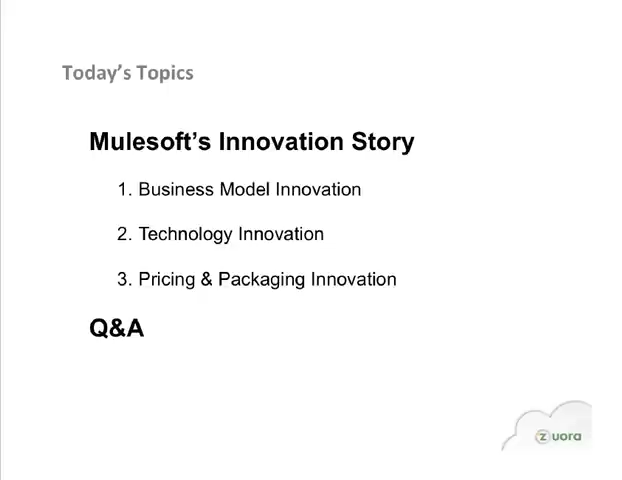 Today’s Topics
Mulesoft’s Innovation Story
1. Business Model Innovation
2. Technology Innovation
3. Pricing & Packaging Innovation
Q&A
zuora